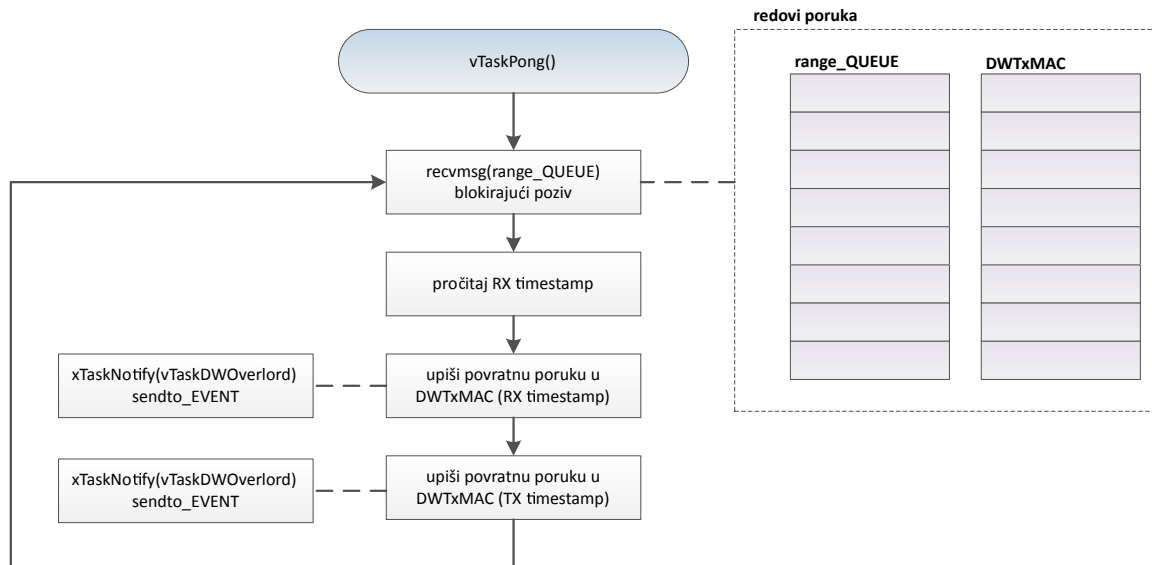 redovi poruka
vTaskPong()
range_QUEUE
DWTxMAC
recvmsg(range_QUEUE)
blokirajući poziv
pročitaj RX timestamp
xTaskNotify(vTaskDWOverlord)
sendto_EVENT
upiši povratnu poruku u
DWTxMAC (RX timestamp)
xTaskNotify(vTaskDWOverlord)
sendto_EVENT
upiši povratnu poruku u
DWTxMAC (TX timestamp)